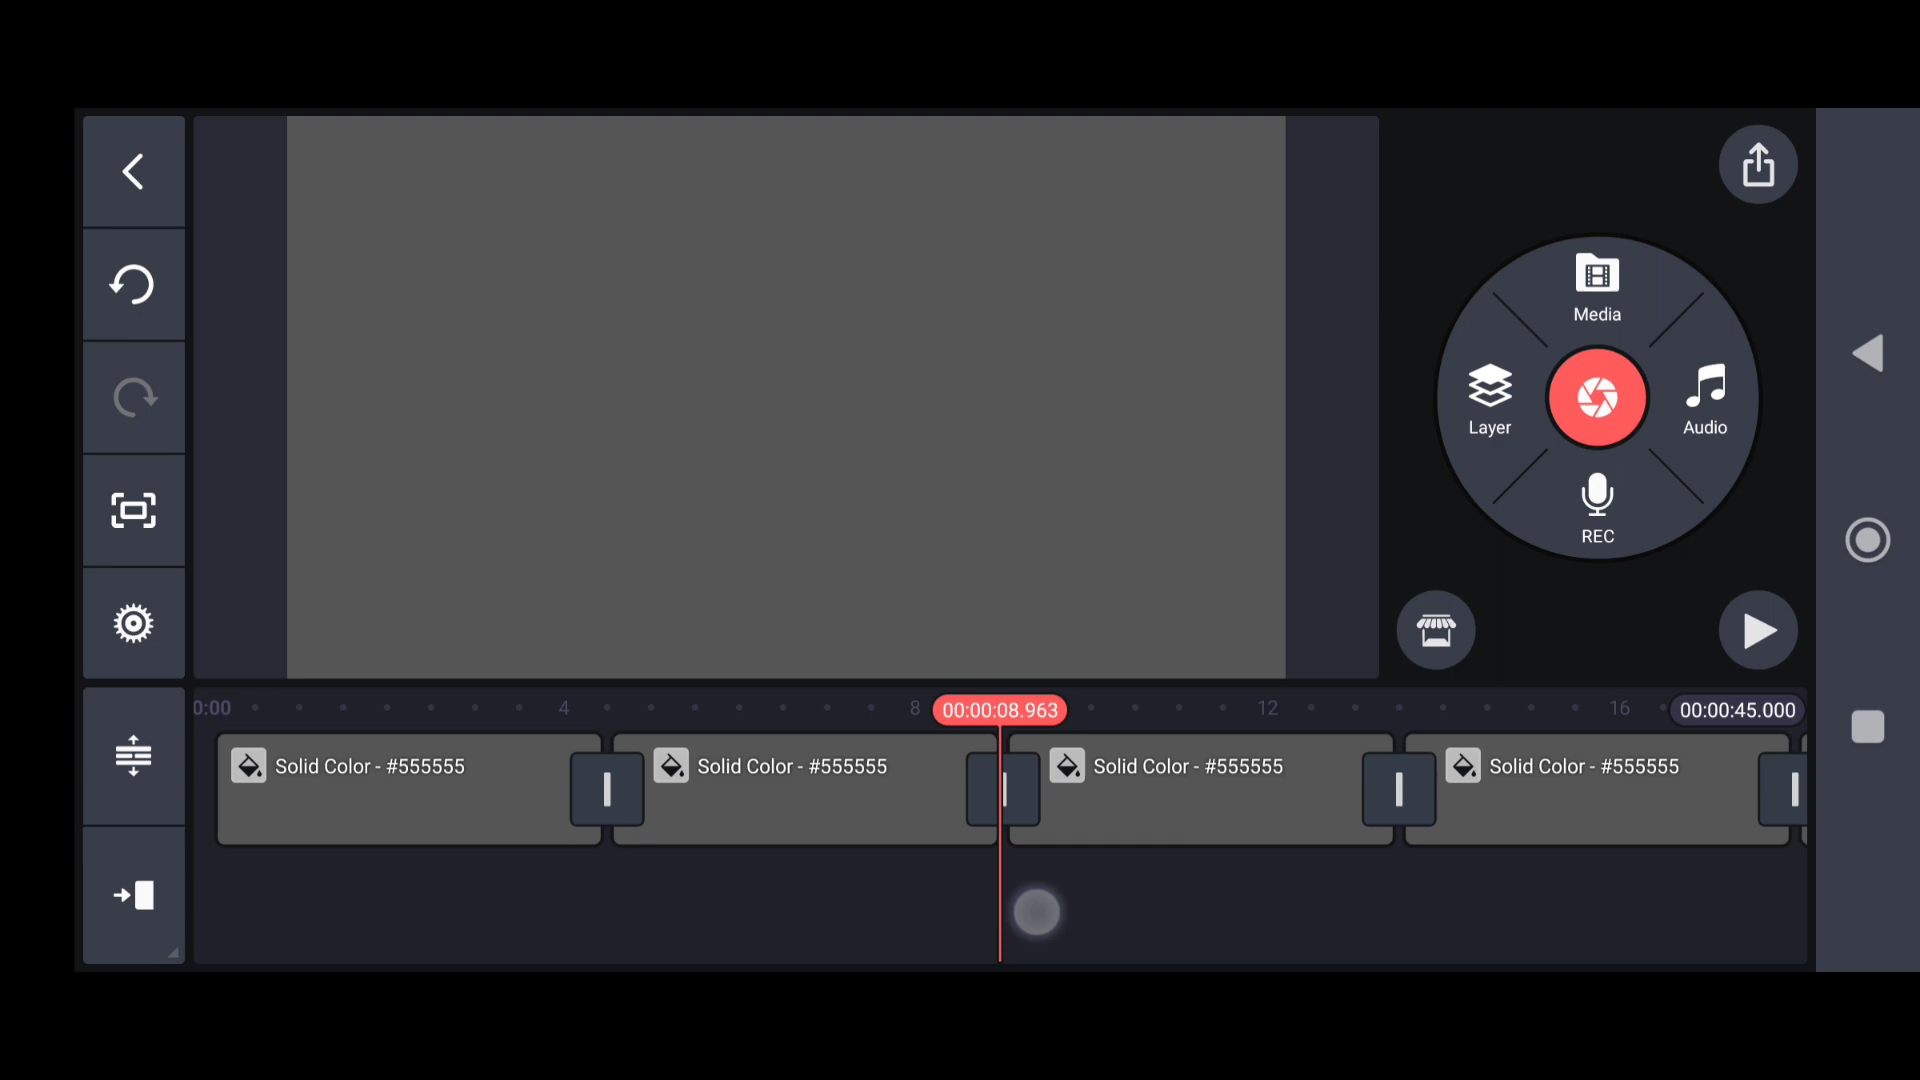 Media
Layer
Audio
REC
0:00
4
8
00:00:08.963
12
16
00:00:45.000
Solid Color - #555555
Solid Color - #555555
Solid Color - #555555
Solid Color - #555555